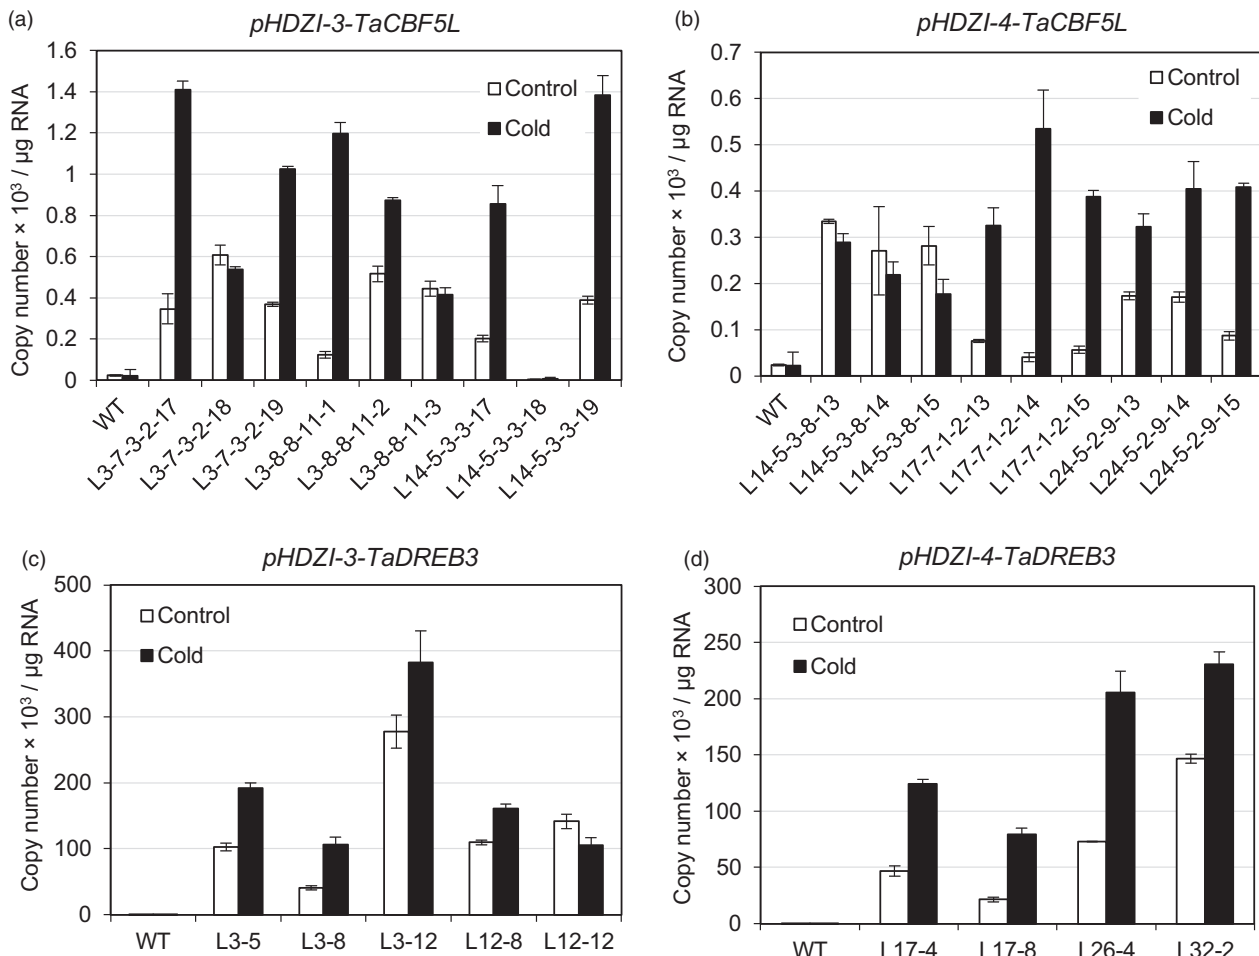 (a)
pHDZI-3-TaCBF5L
Copy number × 10³ / µg RNA
1.6
1.4
1.2
1
0.8
0.6
0.4
0.2
0
Control
Cold
WT
L3-7-3-2-17
L3-7-3-2-18
L3-7-3-2-19
L3-8-8-11-1
L3-8-8-11-2
L3-8-8-11-3
L14-5-3-3-17
L14-5-3-3-18
L14-5-3-3-19
(b)
pHDZI-4-TaCBF5L
Copy number × 10³ / µg RNA
0.7
0.6
0.5
0.4
0.3
0.2
0.1
0
Control
Cold
WT
L14-5-3-8-13
L14-5-3-8-14
L14-5-3-8-15
L17-7-1-2-13
L17-7-1-2-14
L17-7-1-2-15
L24-5-2-9-13
L24-5-2-9-14
L24-5-2-9-15
(c)
pHDZI-3-TaDREB3
Copy number × 10³ / µg RNA
500
400
300
200
100
0
Control
Cold
WT L3-5 L3-8 L3-12 L12-8 L12-12
(d)
pHDZI-4-TaDREB3
Copy number × 10³ / µg RNA
300
250
200
150
100
50
0
Control
Cold
WT L17-4 L17-8 L26-4 L32-2